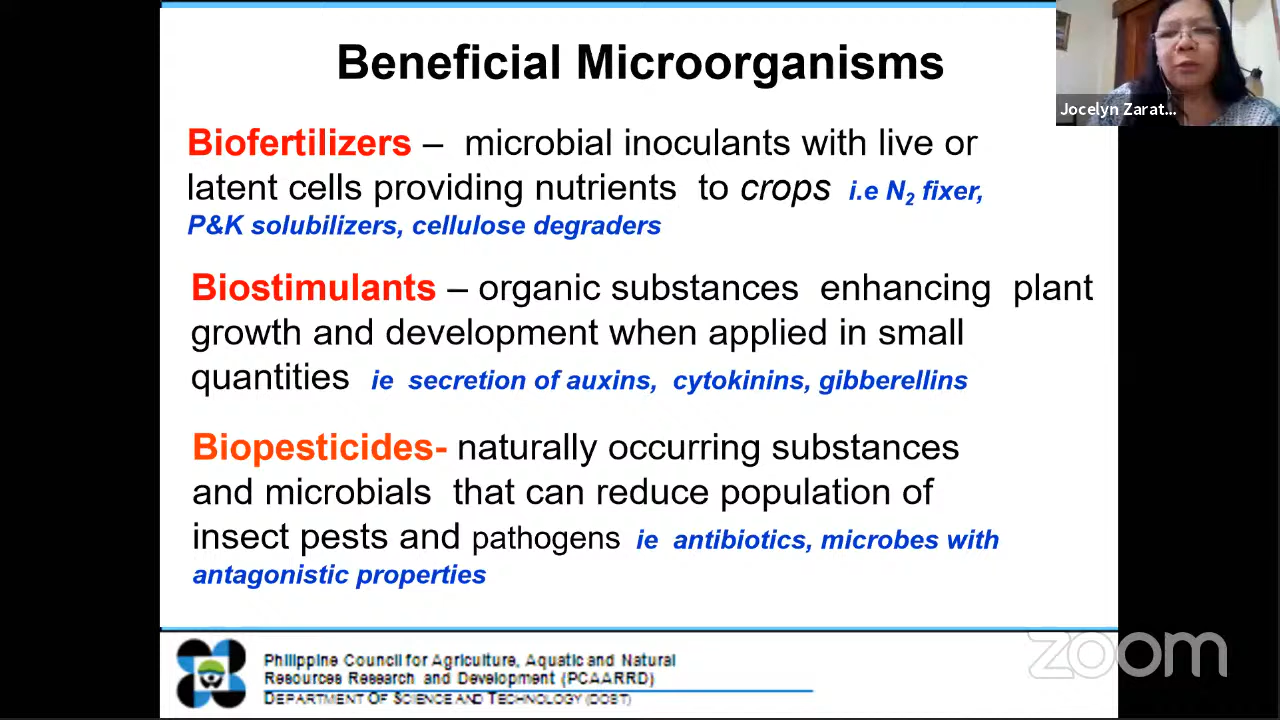 Beneficial Microorganisms
Jocelyn Zarat...
Biofertilizers – microbial inoculants with live or
latent cells providing nutrients to crops i.e N₂ fixer,
P&K solubilizers, cellulose degraders
Biostimulants – organic substances enhancing plant
growth and development when applied in small
quantities ie secretion of auxins, cytokinins, gibberellins
Biopesticides- naturally occurring substances
and microbials that can reduce population of
insect pests and pathogens ie antibiotics, microbes with
antagonistic properties
Philippine Council for Agriculture, Aquatic and Natural
Resources Research and Development (PCAARRD)
DEPARTMENT OF SCIENCE AND TECHNOLOGY (DOST)
zoom